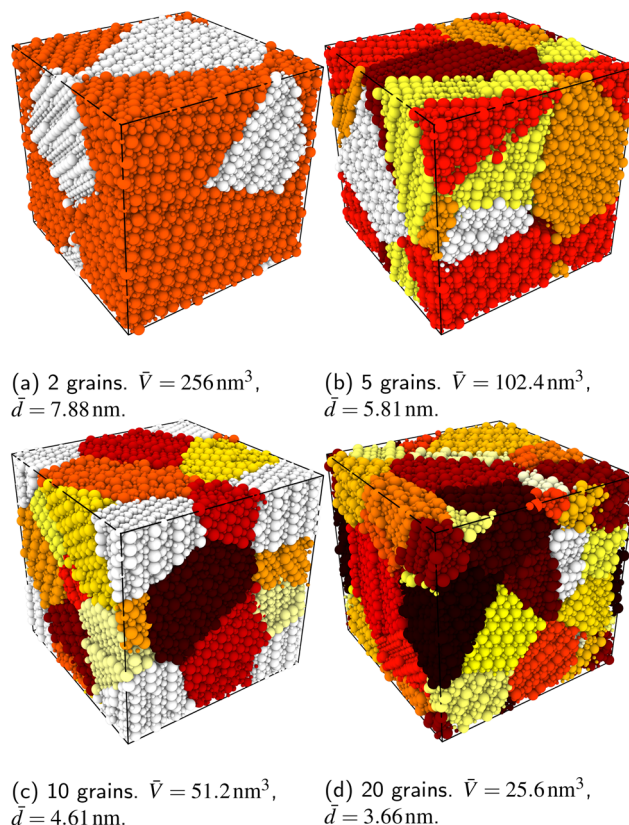 (a) 2 grains. V̄ = 256 nm³,
d̄ = 7.88 nm.
(b) 5 grains. V̄ = 102.4 nm³,
d̄ = 5.81 nm.
(c) 10 grains. V̄ = 51.2 nm³,
d̄ = 4.61 nm.
(d) 20 grains. V̄ = 25.6 nm³,
d̄ = 3.66 nm.